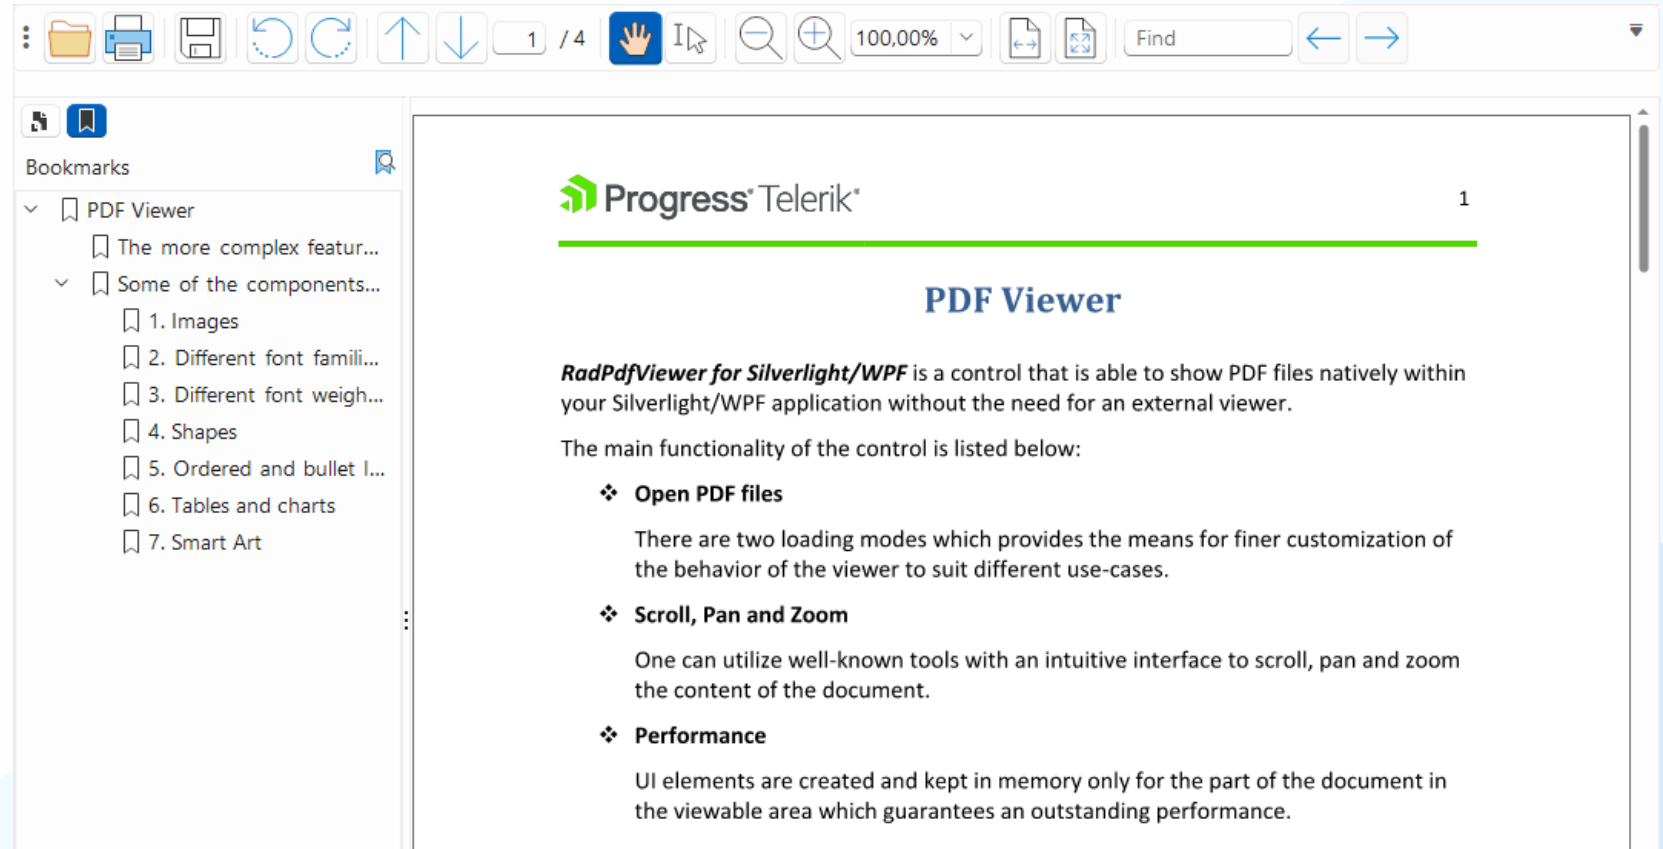 1 / 4 100,00% Find
Bookmarks
PDF Viewer
The more complex featur...
Some of the components...
1. Images
2. Different font famili...
3. Different font weigh...
4. Shapes
5. Ordered and bullet l...
6. Tables and charts
7. Smart Art
Progress® Telerik® 1
PDF Viewer
RadPdfViewer for Silverlight/WPF is a control that is able to show PDF files natively within
your Silverlight/WPF application without the need for an external viewer.
The main functionality of the control is listed below:
❖ Open PDF files
There are two loading modes which provides the means for finer customization of
the behavior of the viewer to suit different use-cases.
❖ Scroll, Pan and Zoom
One can utilize well-known tools with an intuitive interface to scroll, pan and zoom
the content of the document.
❖ Performance
UI elements are created and kept in memory only for the part of the document in
the viewable area which guarantees an outstanding performance.